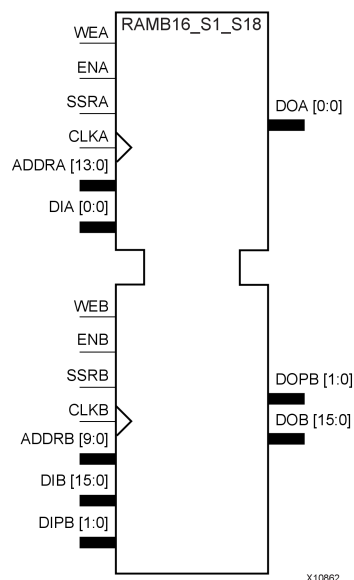 RAMB16_S1_S18
WEA
ENA
SSRA
DOA [0:0]
CLKA
ADDRA [13:0]
DIA [0:0]
WEB
ENB
SSRB
DOPB [1:0]
CLKB
DOB [15:0]
ADDRB [9:0]
DIB [15:0]
DIPB [1:0]
X10862